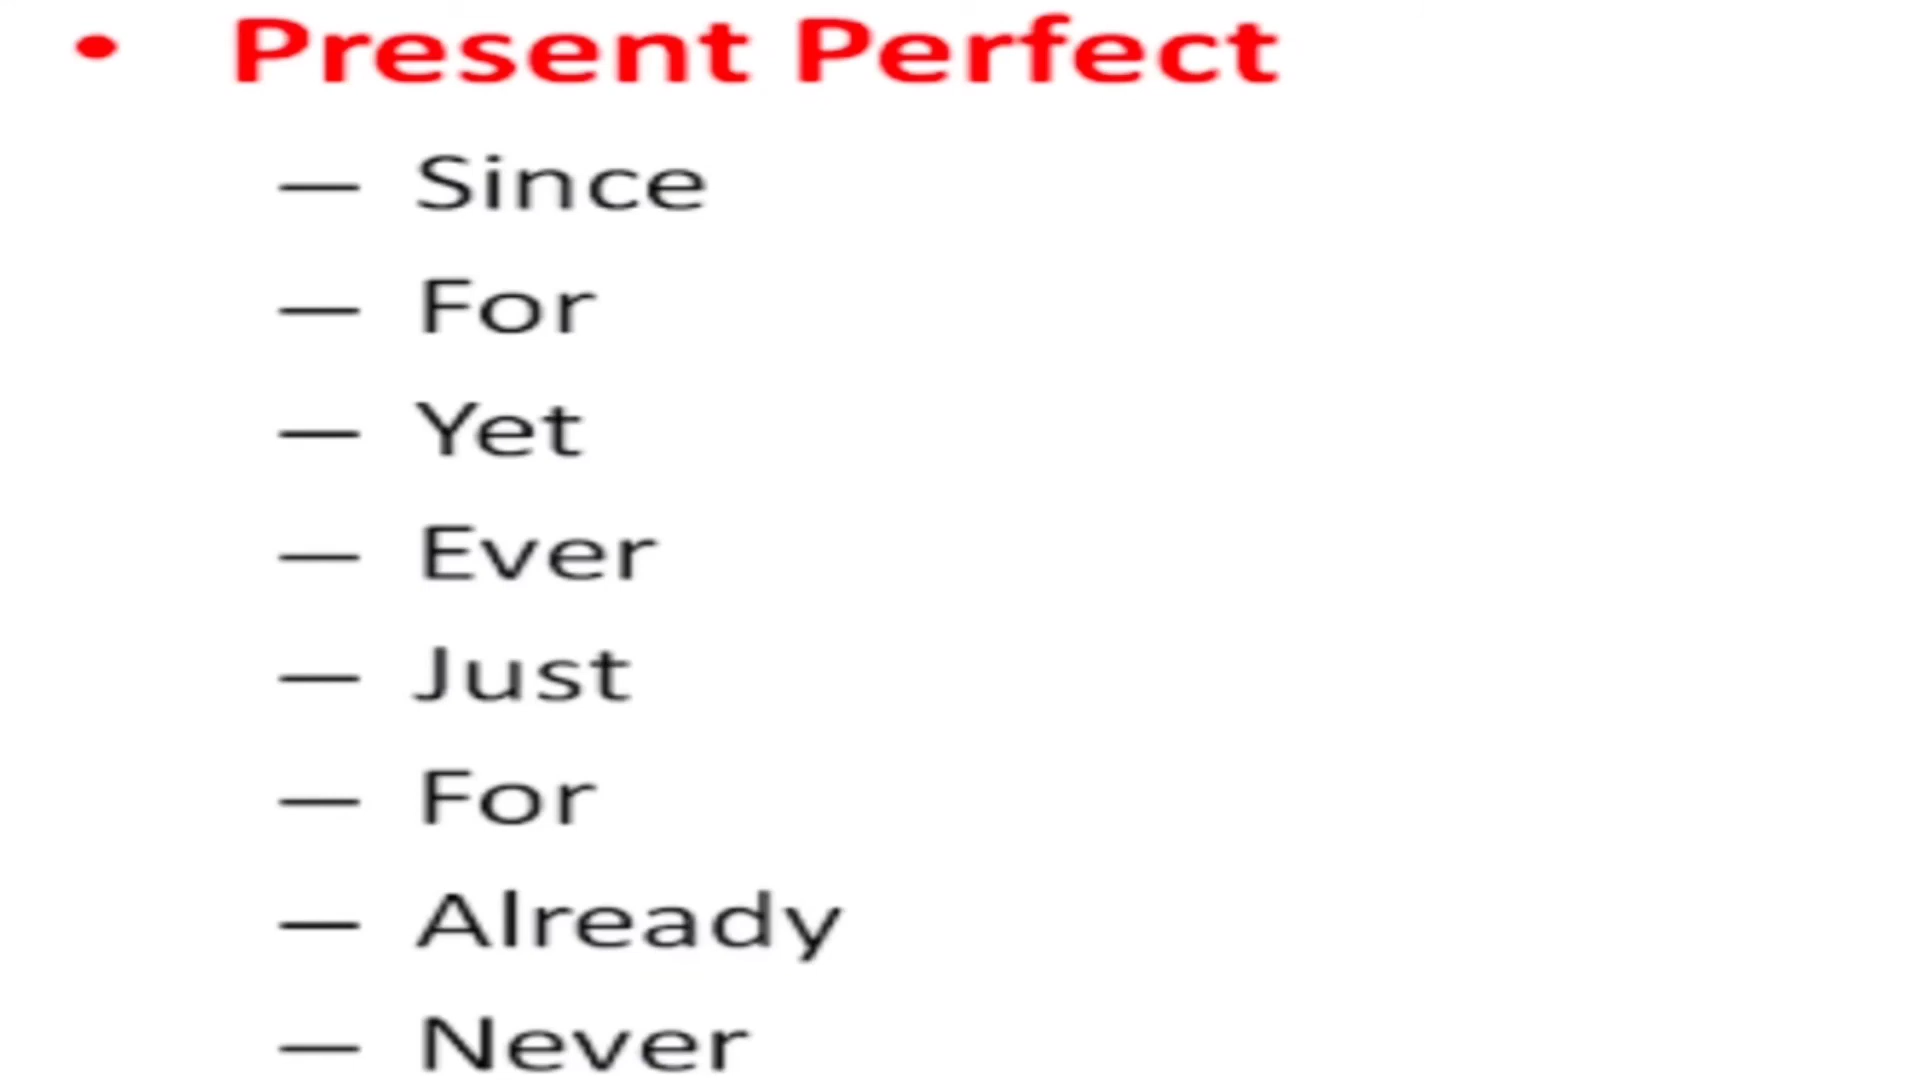 • Present Perfect
— Since
— For
— Yet
— Ever
— Just
— For
— Already
— Never